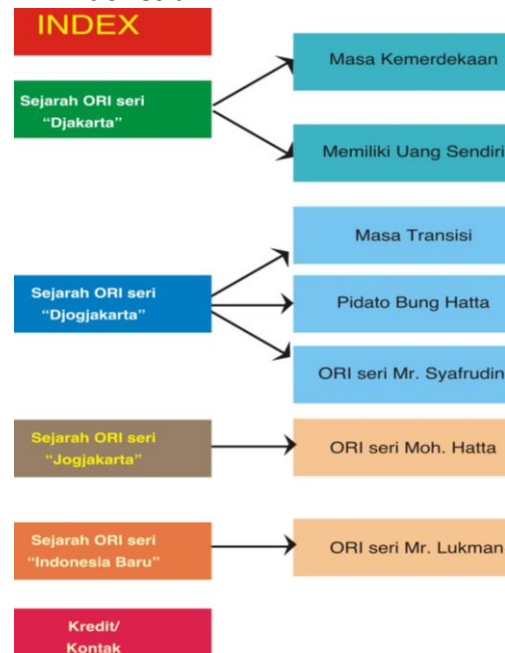 INDEX
Sejarah ORI seri
“Djakarta”
Masa Kemerdekaan
Memiliki Uang Sendiri
Sejarah ORI seri
“Djogjakarta”
Masa Transisi
Pidato Bung Hatta
ORI seri Mr. Syafrudin
Sejarah ORI seri
“Jogjakarta”
ORI seri Moh. Hatta
Sejarah ORI seri
“Indonesia Baru”
ORI seri Mr. Lukman
Kredit/
Kontak